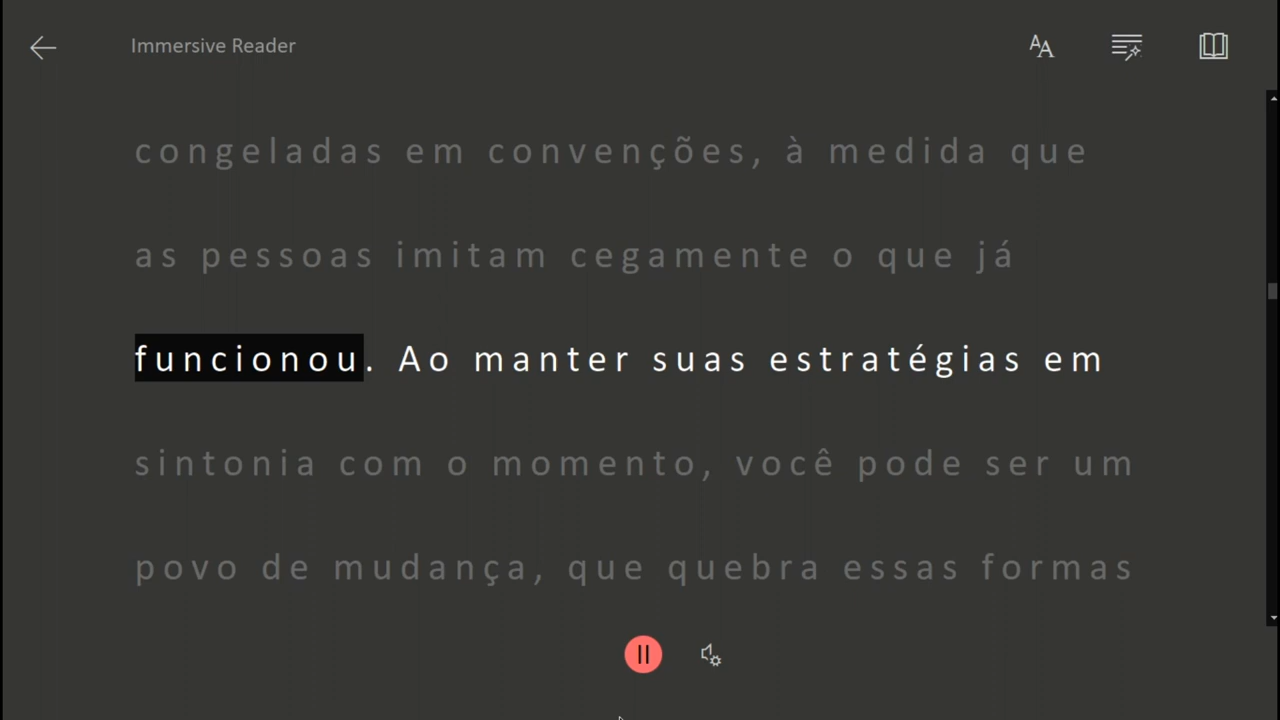 Immersive Reader
congeladas em convenções, à medida que
as pessoas imitam cegamente o que já
funcionou. Ao manter suas estratégias em
sintonia com o momento, você pode ser um
povo de mudança, que quebra essas formas